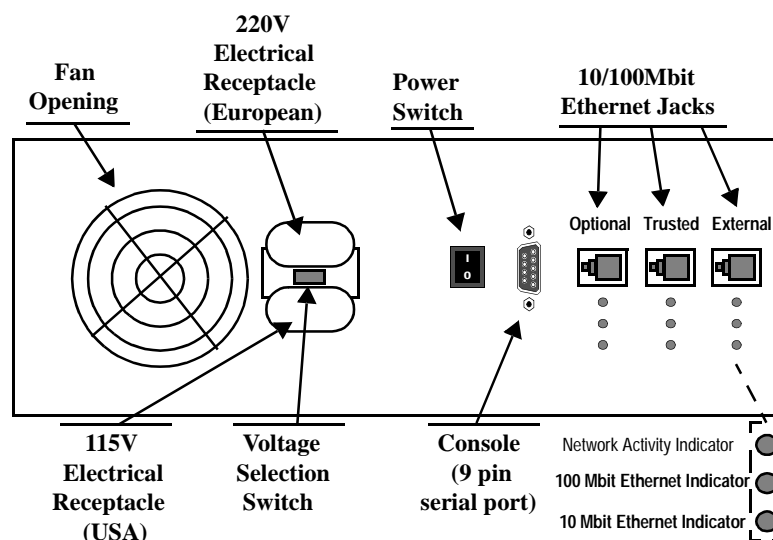 220V
Electrical
Receptacle
(European)
Fan
Opening
Power
Switch
10/100Mbit
Ethernet Jacks
Optional Trusted External
I
0
115V
Electrical
Receptacle
(USA)
Voltage
Selection
Switch
Console
(9 pin
serial port)
Network Activity Indicator
100 Mbit Ethernet Indicator
10 Mbit Ethernet Indicator